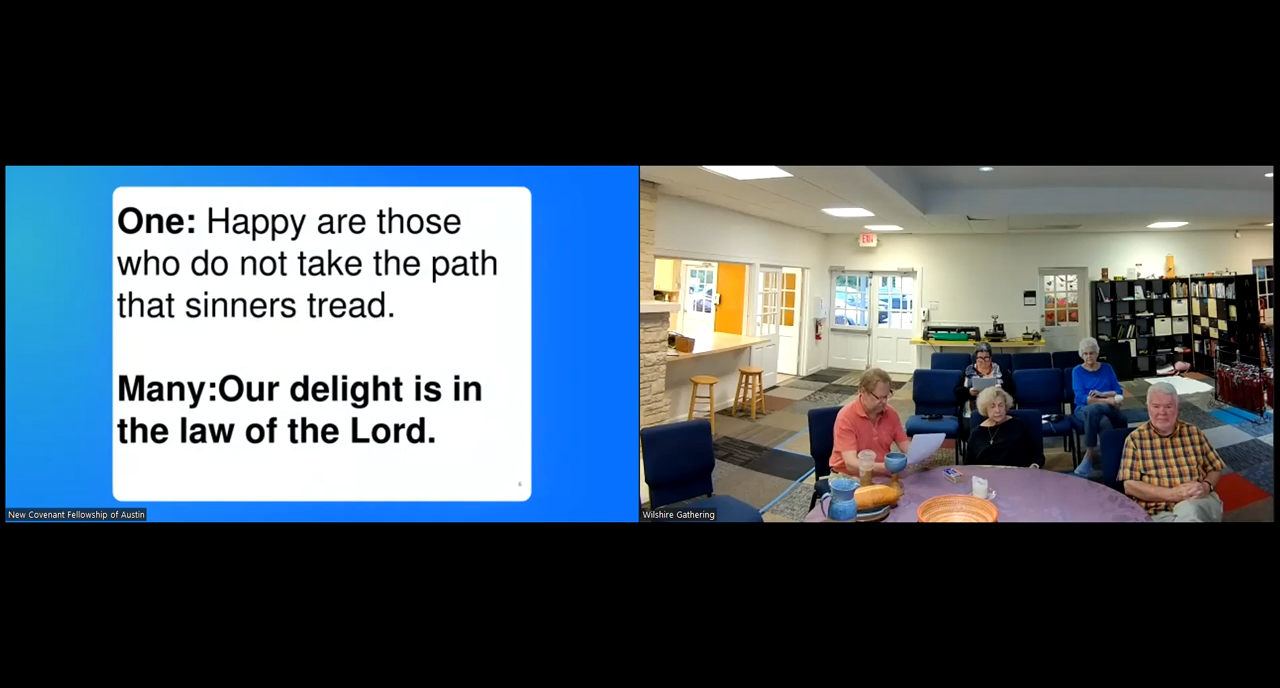 One: Happy are those
who do not take the path
that sinners tread.
Many:Our delight is in
the law of the Lord.
New Covenant Fellowship of Austin
EXIT
Wilshire Gathering